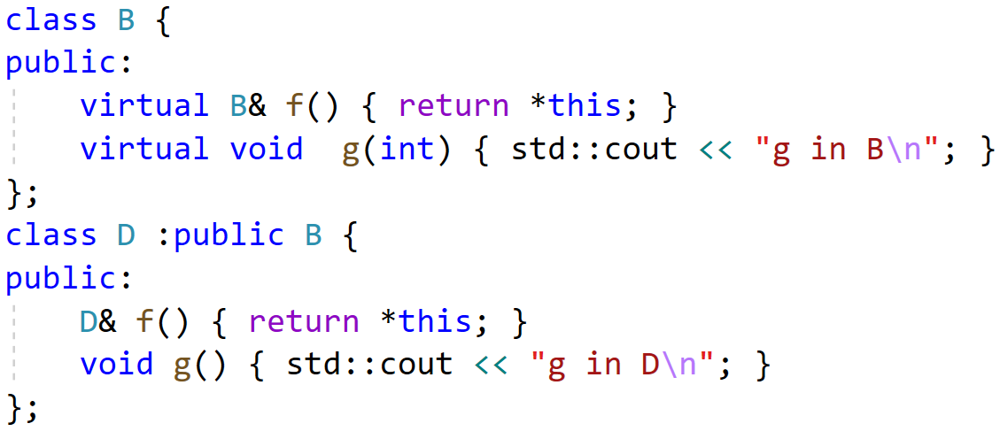 class B {
public:
    virtual B& f() { return *this; }
    virtual void  g(int) { std::cout << "g in B\n"; }
};
class D :public B {
public:
    D& f() { return *this; }
    void g() { std::cout << "g in D\n"; }
};